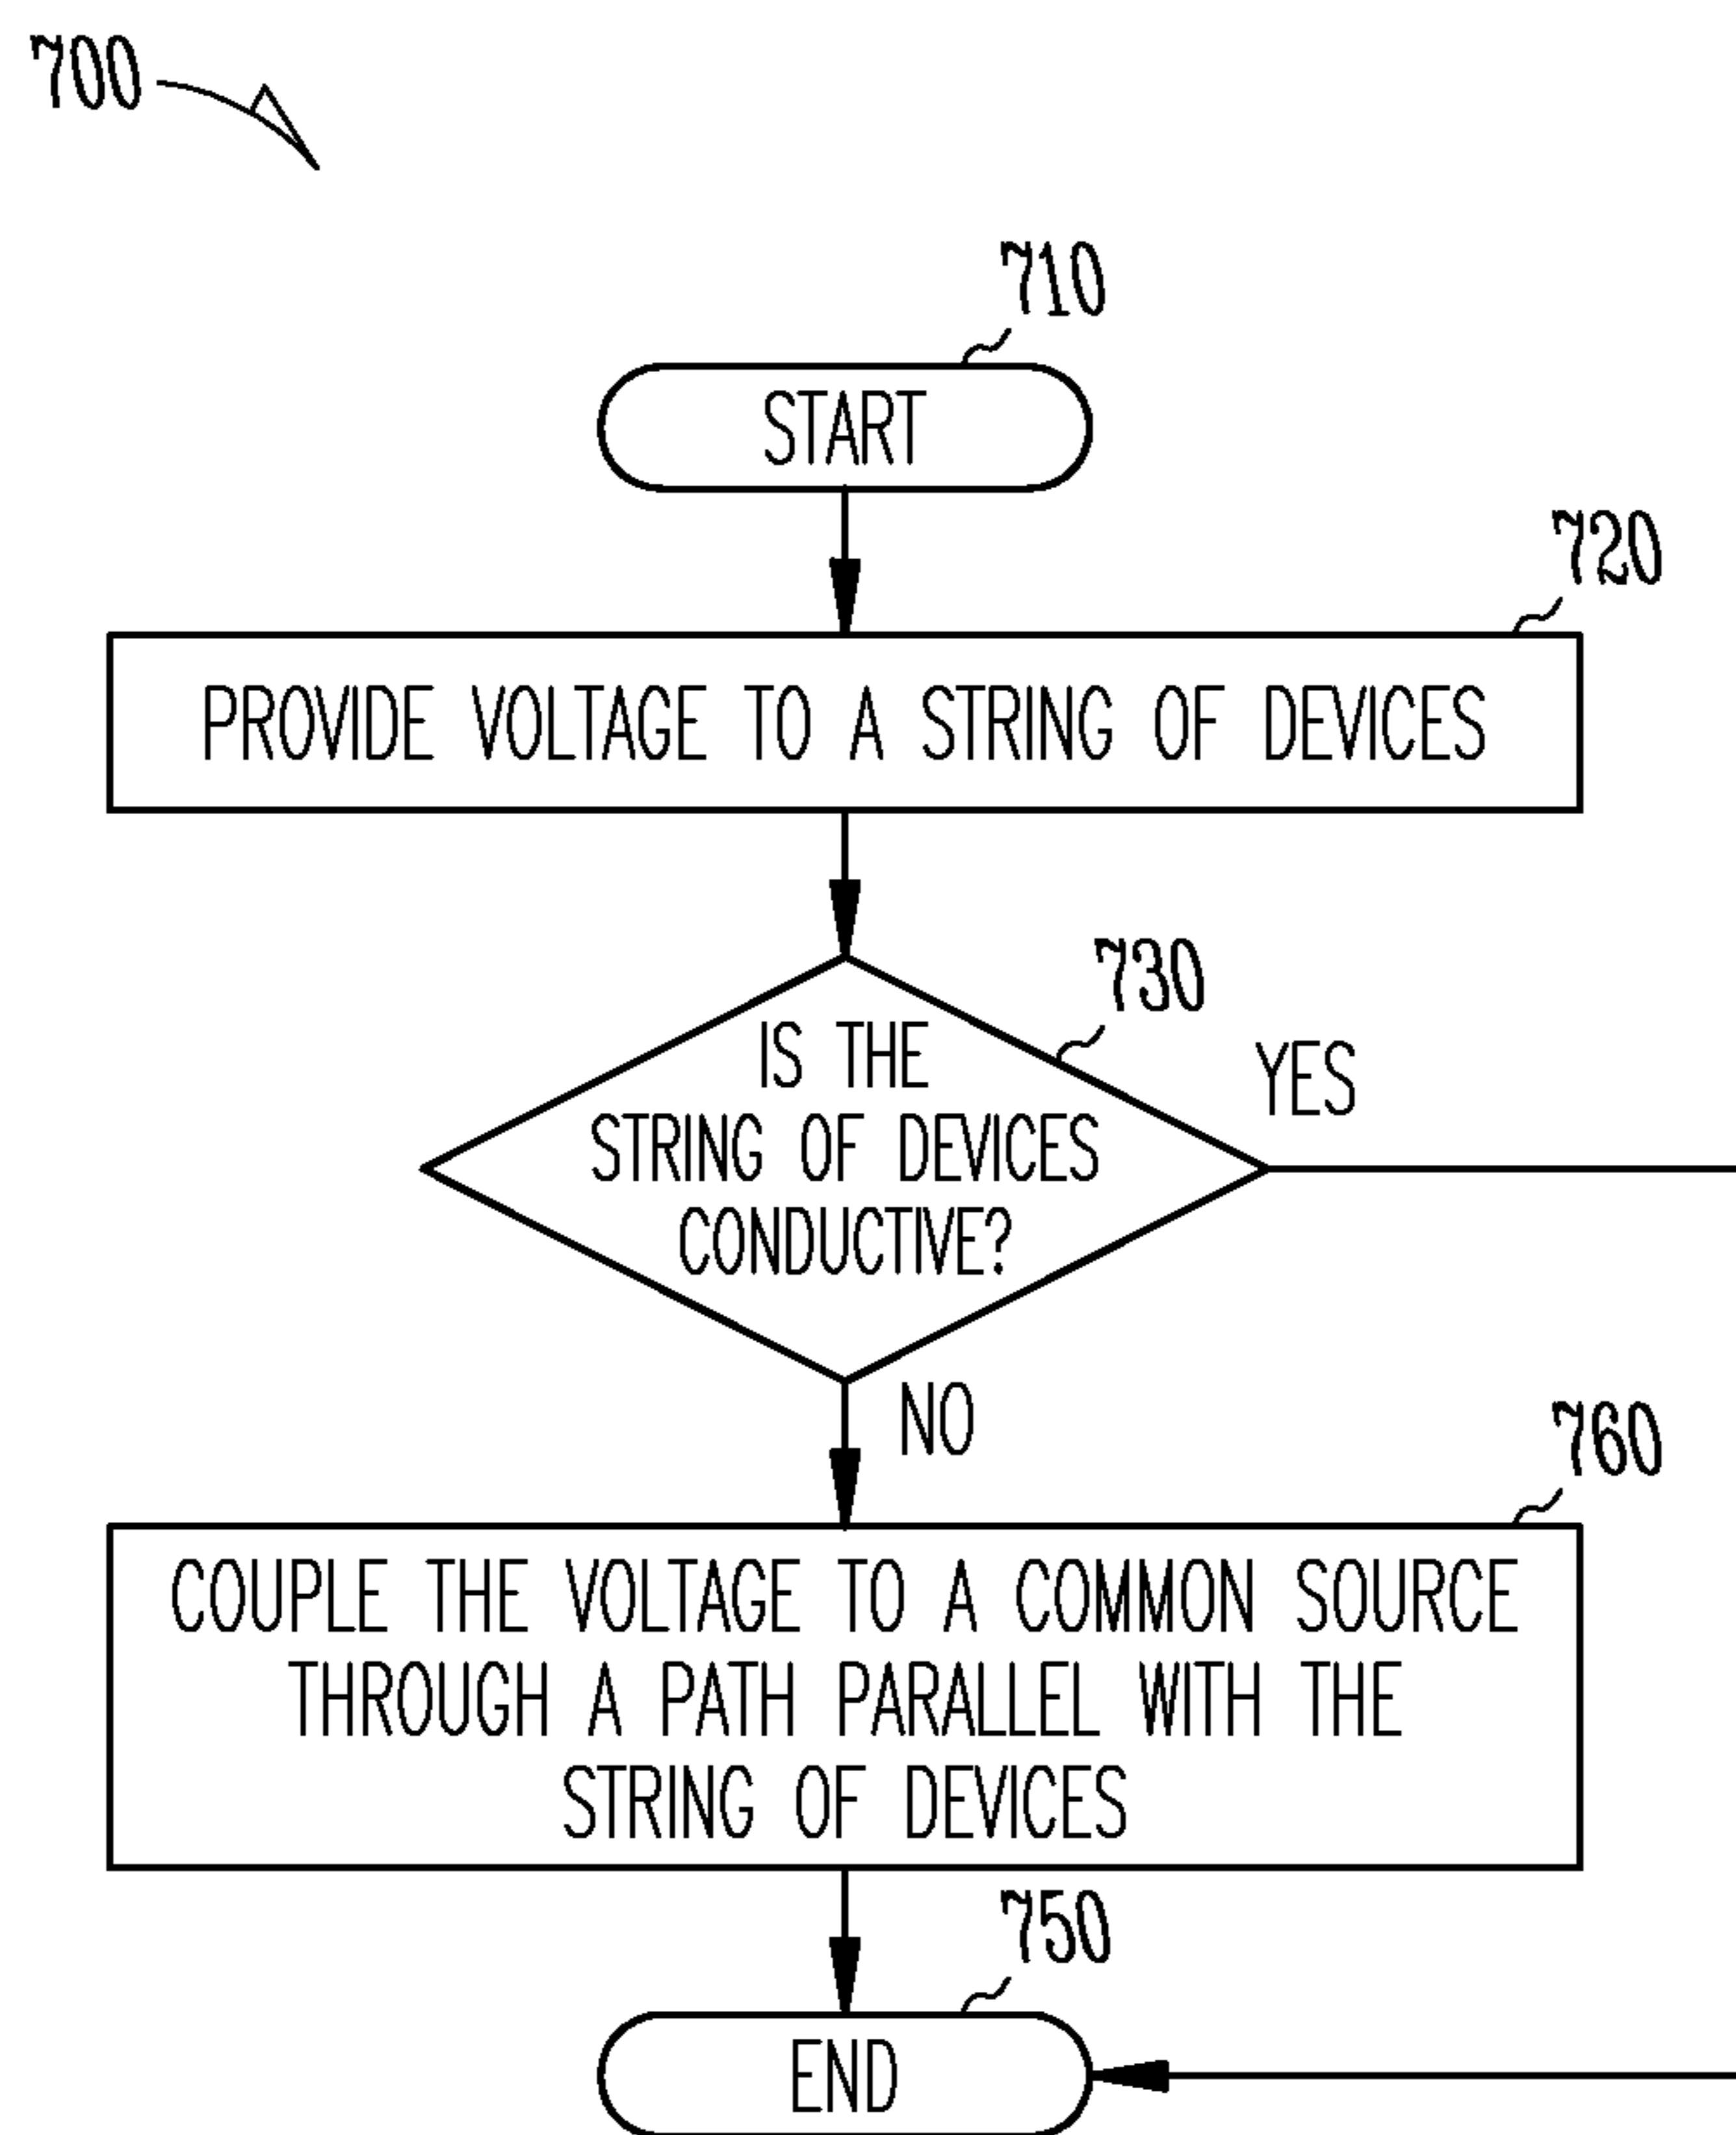 700
710
START
720
PROVIDE VOLTAGE TO A STRING OF DEVICES
730
IS THE
STRING OF DEVICES
CONDUCTIVE?
YES
NO
760
COUPLE THE VOLTAGE TO A COMMON SOURCE
THROUGH A PATH PARALLEL WITH THE
STRING OF DEVICES
750
END